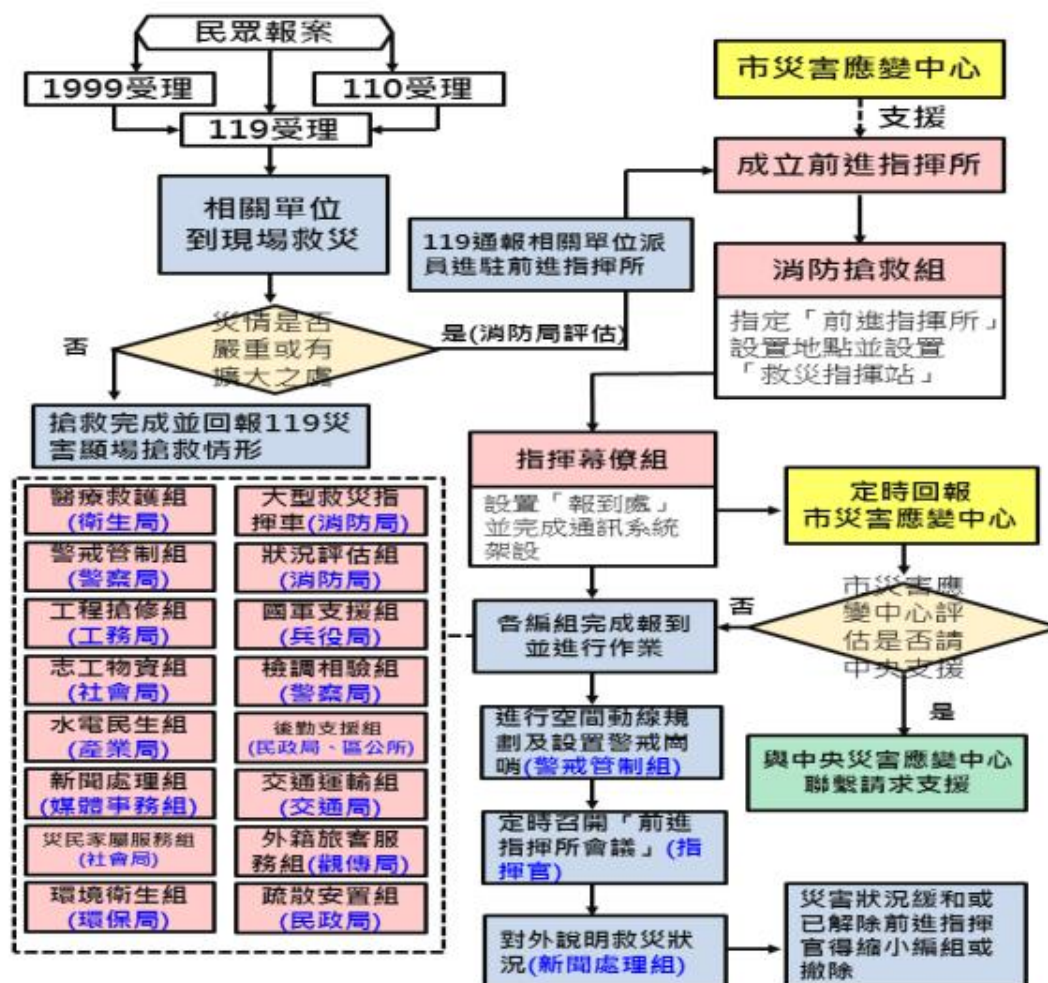 民眾報案
1999受理
110受理
119受理
相關單位
到現場救災
災情是否
嚴重或有
擴大之處
否
是(消防局評估)
搶救完成並回報119災
害顯場搶救情形
119通報相關單位派
員進駐前進指揮所
市災害應變中心
支援
成立前進指揮所
消防搶救組
指定「前進指揮所」
設置地點並設置
「救災指揮站」
指揮幕僚組
設置「報到處」
並完成通訊系統
架設
定時回報
市災害應變中心
市災害應
變中心評
估是否請
中央支援
否
是
與中央災害應變中心
聯繫請求支援
各編組完成報到
並進行作業
進行空間動線規
劃及設置警戒崗
哨(警戒管制組)
定時召開「前進
指揮所會議」(指
揮官)
對外說明救災狀
況(新聞處理組)
災害狀況緩和或
已解除前進指揮
官得縮小編組或
撤除
醫療救護組
(衛生局)
大型救災指
揮車(消防局)
警戒管制組
(警察局)
狀況評估組
(消防局)
工程搶修組
(工務局)
國軍支援組
(兵役局)
志工物資組
(社會局)
檢調相驗組
(警察局)
水電民生組
(產業局)
後勤支援組
(民政局、區公所)
新聞處理組
(媒體事務組)
交通運輸組
(交通局)
災民家屬服務組
(社會局)
外籍旅客服
務組(觀傳局)
環境衛生組
(環保局)
疏散安置組
(民政局)